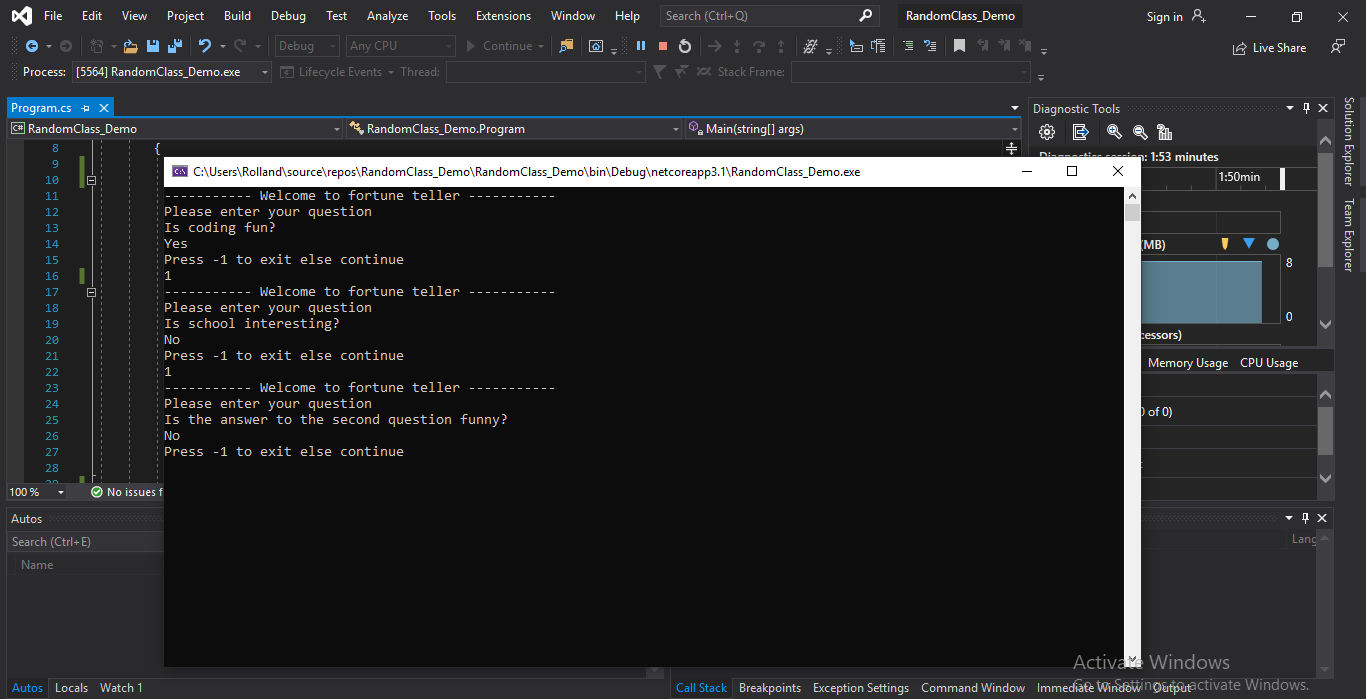 File Edit View Project Build Debug Test Analyze Tools Extensions Window Help Search (Ctrl+Q) RandomClass_Demo Sign in
Debug Any CPU Continue Live Share
Process: [5564] RandomClass_Demo.exe Lifecycle Events Thread: Stack Frame:
Program.cs
RandomClass_Demo RandomClass_Demo.Program Main(string[] args)
Diagnostic Tools
Diagnostics session: 1:53 minutes
1:50min
(MB)
8
0
cessors)
Memory Usage CPU Usage
0 of 0)
Solution Explorer
Team Explorer
8 {
9
10
11
12
13
14
15
16
17
18
19
20
21
22
23
24
25
26
27
28
29
C:\Users\Rolland\source\repos\RandomClass_Demo\RandomClass_Demo\bin\Debug\netcoreapp3.1\RandomClass_Demo.exe
----------- Welcome to fortune teller -----------
Please enter your question
Is coding fun?
Yes
Press -1 to exit else continue
1
----------- Welcome to fortune teller -----------
Please enter your question
Is school interesting?
No
Press -1 to exit else continue
1
----------- Welcome to fortune teller -----------
Please enter your question
Is the answer to the second question funny?
No
Press -1 to exit else continue
100 % No issues f
Autos
Search (Ctrl+E)
Name
Lang
Autos Locals Watch 1
Call Stack Breakpoints Exception Settings Command Window Immediate Window Output
Activate Windows
Go to Settings to activate Windows.